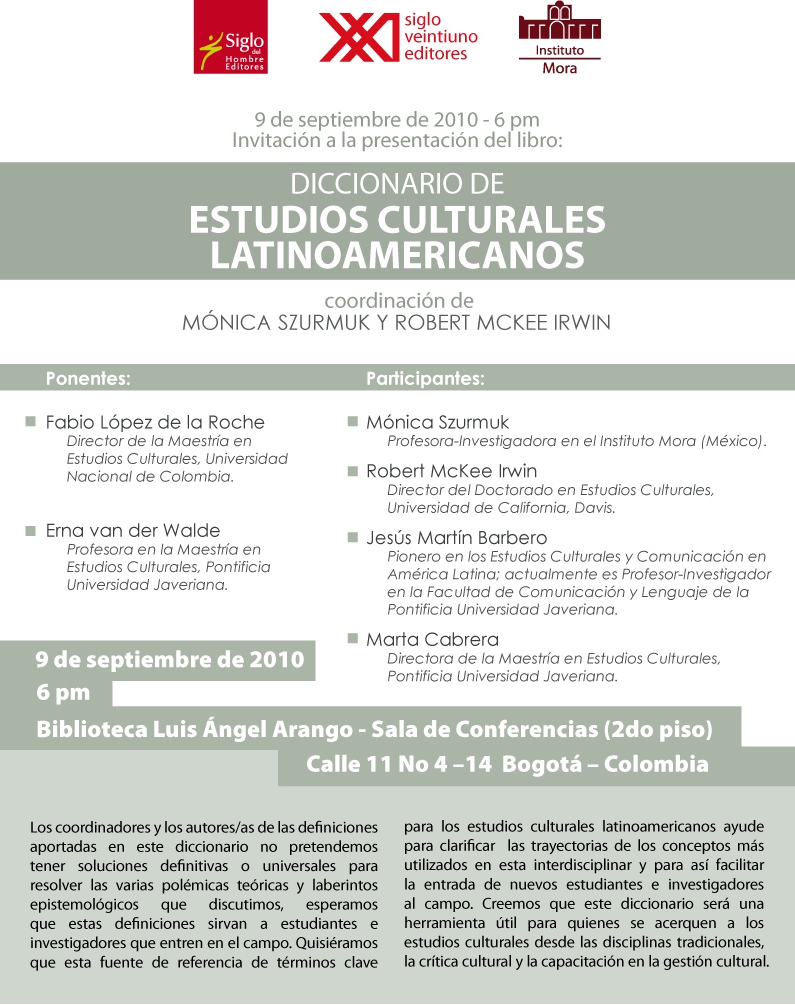 Siglo
del
Hombre
Editores
siglo
veintiuno
editores
Instituto
Mora
9 de septiembre de 2010 - 6 pm
Invitación a la presentación del libro:
DICCIONARIO DE
ESTUDIOS CULTURALES
LATINOAMERICANOS
coordinación de
MÓNICA SZURMUK Y ROBERT MCKEE IRWIN
Ponentes:
Fabio López de la Roche
Director de la Maestría en
Estudios Culturales, Universidad
Nacional de Colombia.
Erna van der Walde
Profesora en la Maestría en
Estudios Culturales, Pontificia
Universidad Javeriana.
Participantes:
Mónica Szurmuk
Profesora-Investigadora en el Instituto Mora (México).
Robert McKee Irwin
Director del Doctorado en Estudios Culturales,
Universidad de California, Davis.
Jesús Martín Barbero
Pionero en los Estudios Culturales y Comunicación en
América Latina; actualmente es Profesor-Investigador
en la Facultad de Comunicación y Lenguaje de la
Pontificia Universidad Javeriana.
Marta Cabrera
Directora de la Maestría en Estudios Culturales,
Pontificia Universidad Javeriana.
9 de septiembre de 2010
6 pm
Biblioteca Luis Ángel Arango - Sala de Conferencias (2do piso)
Calle 11 No 4 –14 Bogotá – Colombia
Los coordinadores y los autores/as de las definiciones
aportadas en este diccionario no pretendemos
tener soluciones definitivas o universales para
resolver las varias polémicas teóricas y laberintos
epistemológicos que discutimos, esperamos
que estas definiciones sirvan a estudiantes e
investigadores que entren en el campo. Quisiéramos
que esta fuente de referencia de términos clave
para los estudios culturales latinoamericanos ayude
para clarificar las trayectorias de los conceptos más
utilizados en esta interdisciplinar y para así facilitar
la entrada de nuevos estudiantes e investigadores
al campo. Creemos que este diccionario será una
herramienta útil para quienes se acerquen a los
estudios culturales desde las disciplinas tradicionales,
la crítica cultural y la capacitación en la gestión cultural.